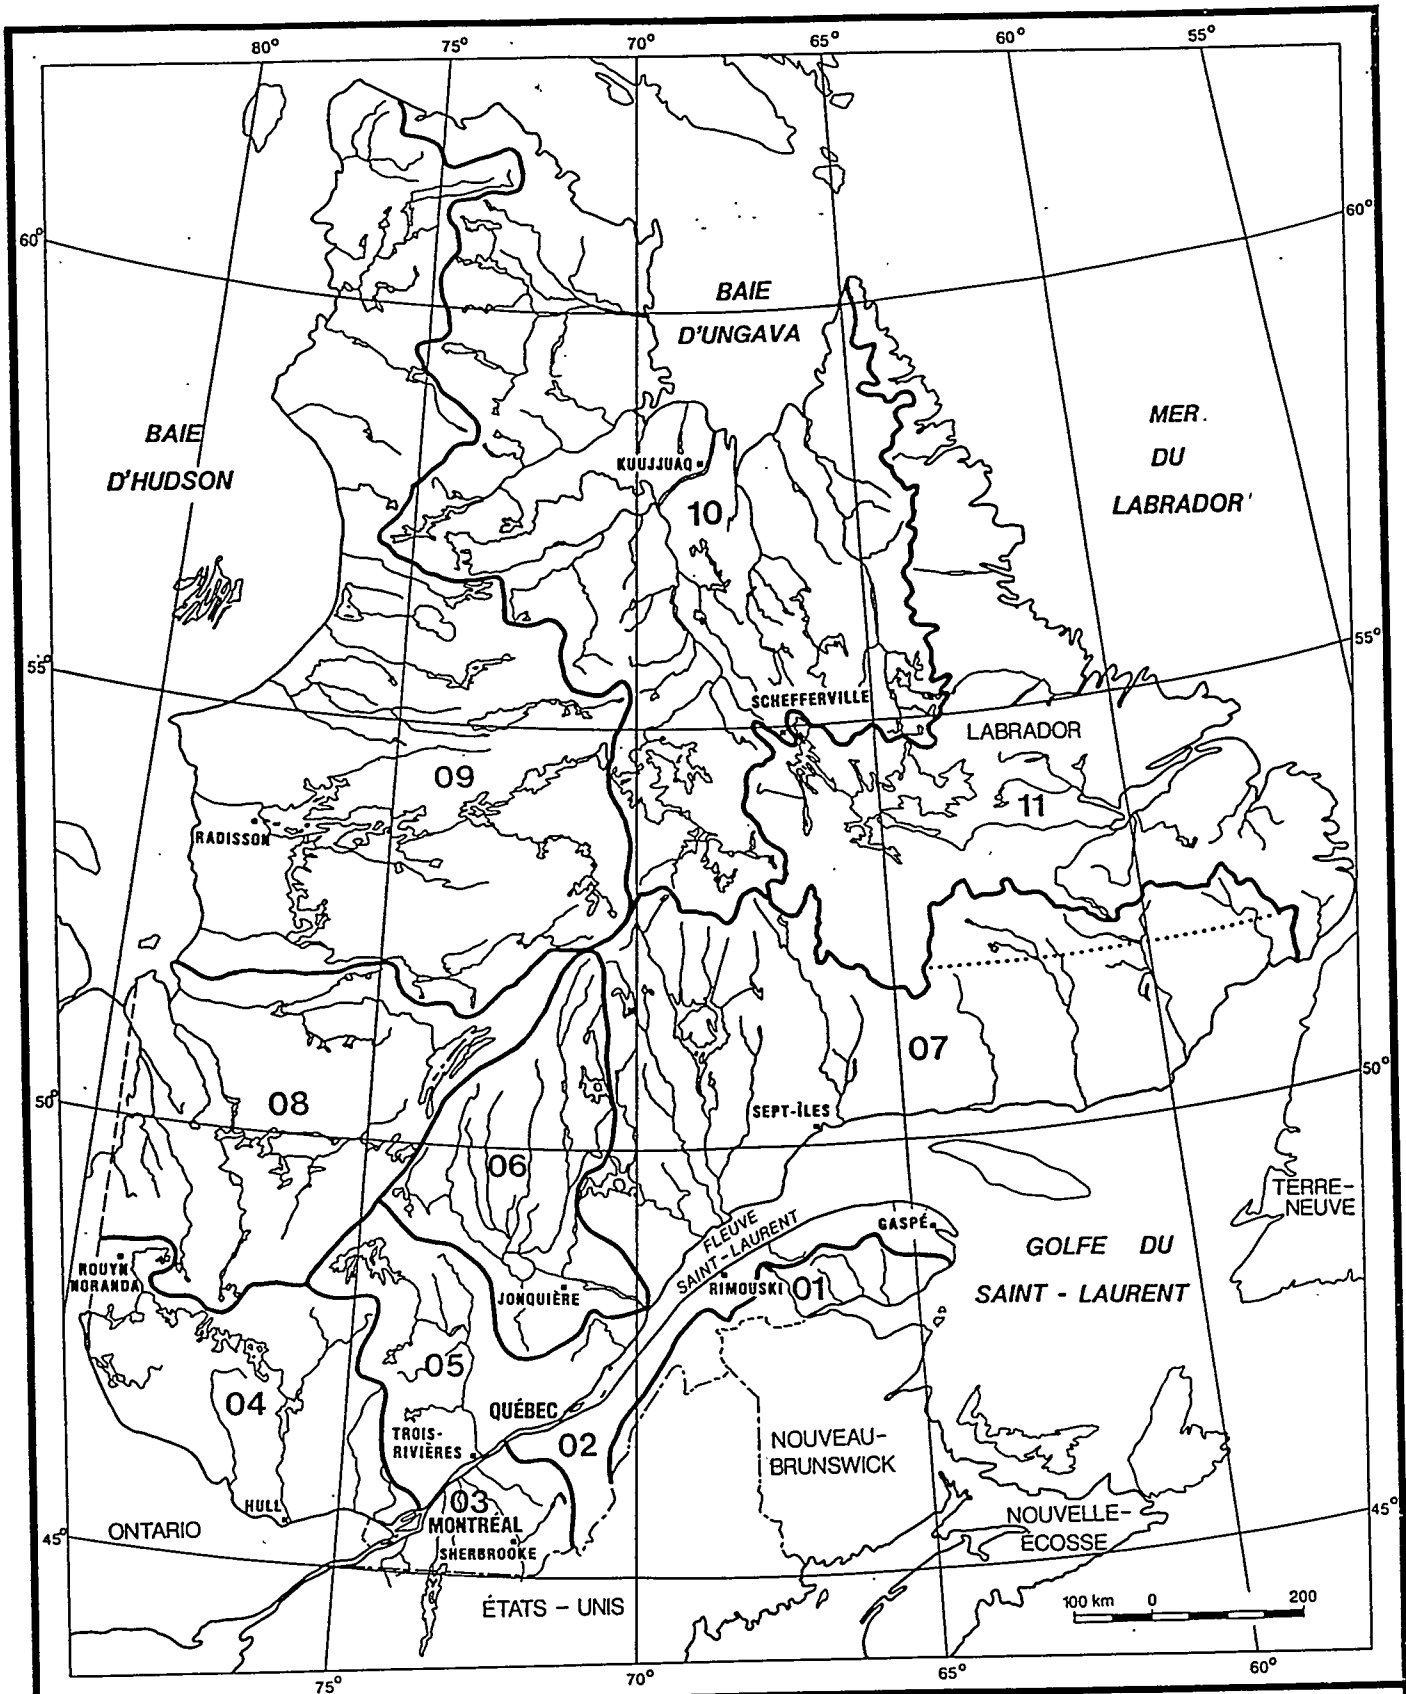 80°
75°
70°
65°
60°
55°
60°
60°
BAIE
D'UNGAVA
BAIE
D'HUDSON
MER.
DU
LABRADOR'
KUUJJUAQ
10
55°
55°
SCHEFFERVILLE
LABRADOR
09
11
RADISSON
07
50°
50°
08
SEPT-ÎLES
06
TERRE-
NEUVE
FLEUVE
SAINT-LAURENT
GASPÉ
GOLFE DU
SAINT - LAURENT
ROUYN
NORANDA
JONQUIÈRE
RIMOUSKI
01
05
04
QUÉBEC
02
TROIS-
RIVIÈRES
NOUVEAU-
BRUNSWICK
03
HULL
MONTRÉAL
SHERBROOKE
45°
45°
ONTARIO
NOUVELLE-
ECOSSE
ÉTATS - UNIS
100 km 0 200
75°
70°
65°
60°